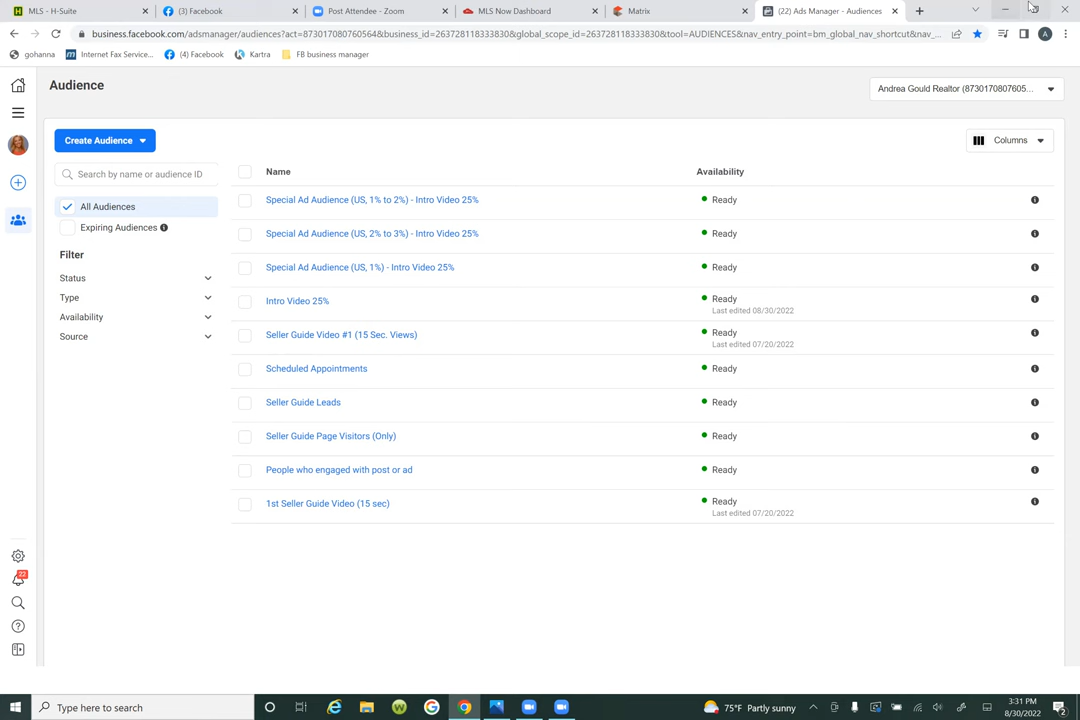 MLS - H-Suite
(3) Facebook
Post Attendee - Zoom
MLS Now Dashboard
Matrix
(22) Ads Manager - Audiences
business.facebook.com/adsmanager/audiences?act=873017080760564&business_id=263728118333830&global_scope_id=263728118333830&tool=AUDIENCES&nav_entry_point=bm_global_nav_shortcut&nav_...
A
gohanna
Internet Fax Service...
(4) Facebook
Kartra
FB business manager
Audience
Andrea Gould Realtor (8730170807605...
Create Audience
Columns
Search by name or audience ID
Name
Availability
All Audiences
Expiring Audiences
Filter
Status
Type
Availability
Source
Special Ad Audience (US, 1% to 2%) - Intro Video 25%
Ready
Special Ad Audience (US, 2% to 3%) - Intro Video 25%
Ready
Special Ad Audience (US, 1%) - Intro Video 25%
Ready
Intro Video 25%
Ready
Last edited 08/30/2022
Seller Guide Video #1 (15 Sec. Views)
Ready
Last edited 07/20/2022
Scheduled Appointments
Ready
Seller Guide Leads
Ready
Seller Guide Page Visitors (Only)
Ready
People who engaged with post or ad
Ready
1st Seller Guide Video (15 sec)
Ready
Last edited 07/20/2022
22
Type here to search
75°F Partly sunny
3:31 PM
8/30/2022
2